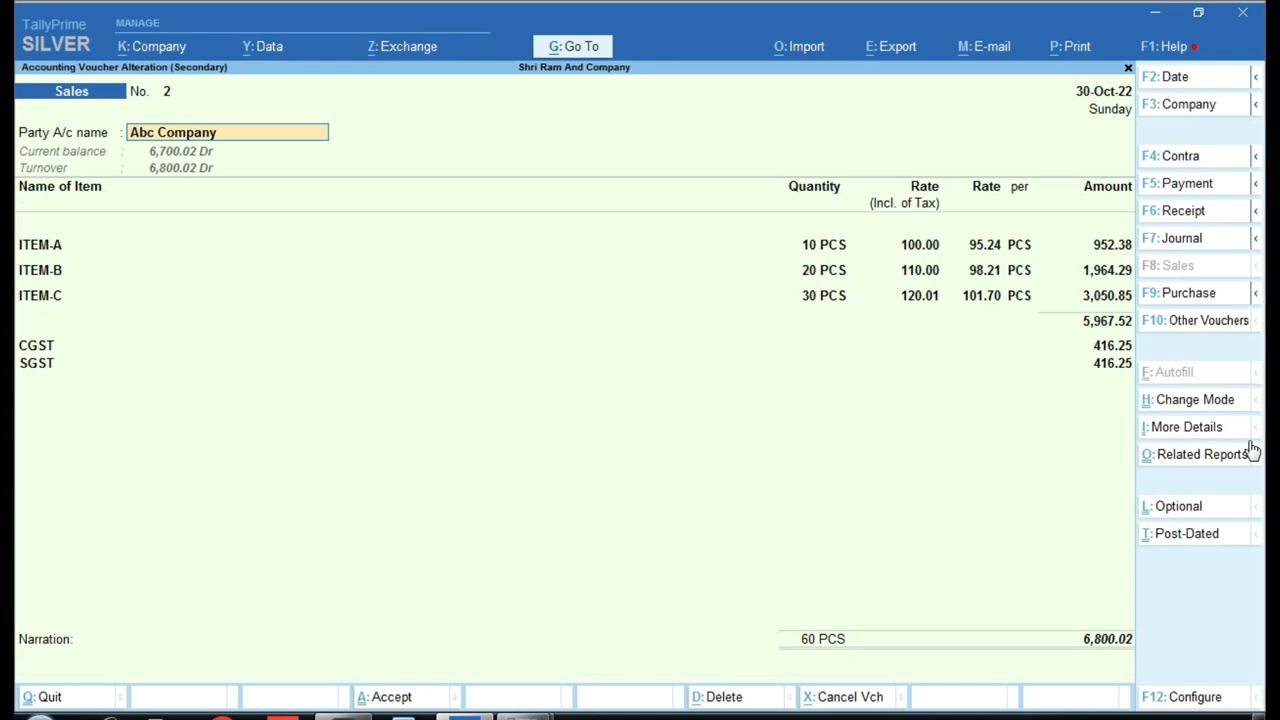 TallyPrime
SILVER
MANAGE
K: Company Y: Data Z: Exchange G: Go To O: Import E: Export M: E-mail P: Print F1: Help
Accounting Voucher Alteration (Secondary) Shri Ram And Company
Sales No. 2 30-Oct-22
Sunday
Party A/c name : Abc Company
Current balance : 6,700.02 Dr
Turnover : 6,800.02 Dr
Name of Item Quantity Rate Rate per Amount
(Incl. of Tax)
ITEM-A 10 PCS 100.00 95.24 PCS 952.38
ITEM-B 20 PCS 110.00 98.21 PCS 1,964.29
ITEM-C 30 PCS 120.01 101.70 PCS 3,050.85
5,967.52
CGST 416.25
SGST 416.25
Narration: 60 PCS 6,800.02
Q: Quit A: Accept D: Delete X: Cancel Vch
F2: Date
F3: Company
F4: Contra
F5: Payment
F6: Receipt
F7: Journal
F8: Sales
F9: Purchase
F10: Other Vouchers
F: Autofill
H: Change Mode
I: More Details
O: Related Reports
L: Optional
T: Post-Dated
F12: Configure